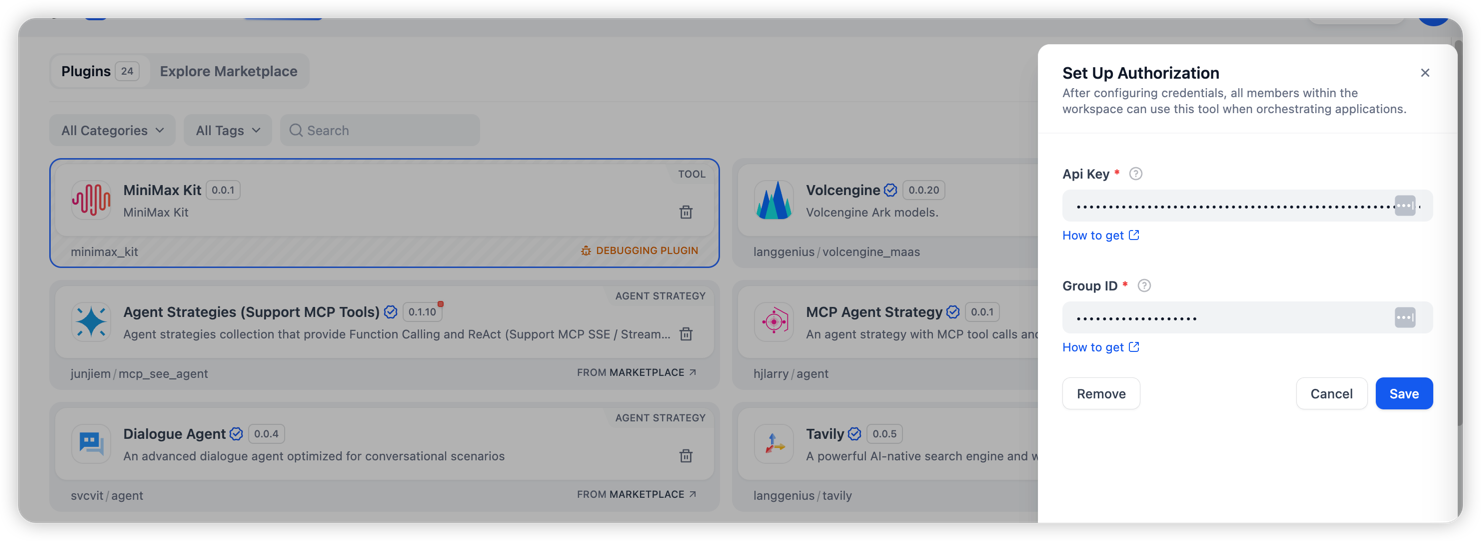 Plugins 24
Explore Marketplace
All Categories
All Tags
Search
TOOL
MiniMax Kit 0.0.1
MiniMax Kit
minimax_kit
DEBUGGING PLUGIN
Volcengine 0.0.20
Volcengine Ark models.
langgenius / volcengine_maas
AGENT STRATEGY
Agent Strategies (Support MCP Tools) 0.1.10
Agent strategies collection that provide Function Calling and ReAct (Support MCP SSE / Stream...
junjiem / mcp_see_agent
FROM MARKETPLACE
MCP Agent Strategy 0.0.1
An agent strategy with MCP tool calls and
hjlarry / agent
AGENT STRATEGY
Dialogue Agent 0.0.4
An advanced dialogue agent optimized for conversational scenarios
svcvit / agent
FROM MARKETPLACE
Tavily 0.0.5
A powerful AI-native search engine and
langgenius / tavily
Set Up Authorization
After configuring credentials, all members within the
workspace can use this tool when orchestrating applications.
Api Key *
How to get
Group ID *
How to get
Remove
Cancel
Save